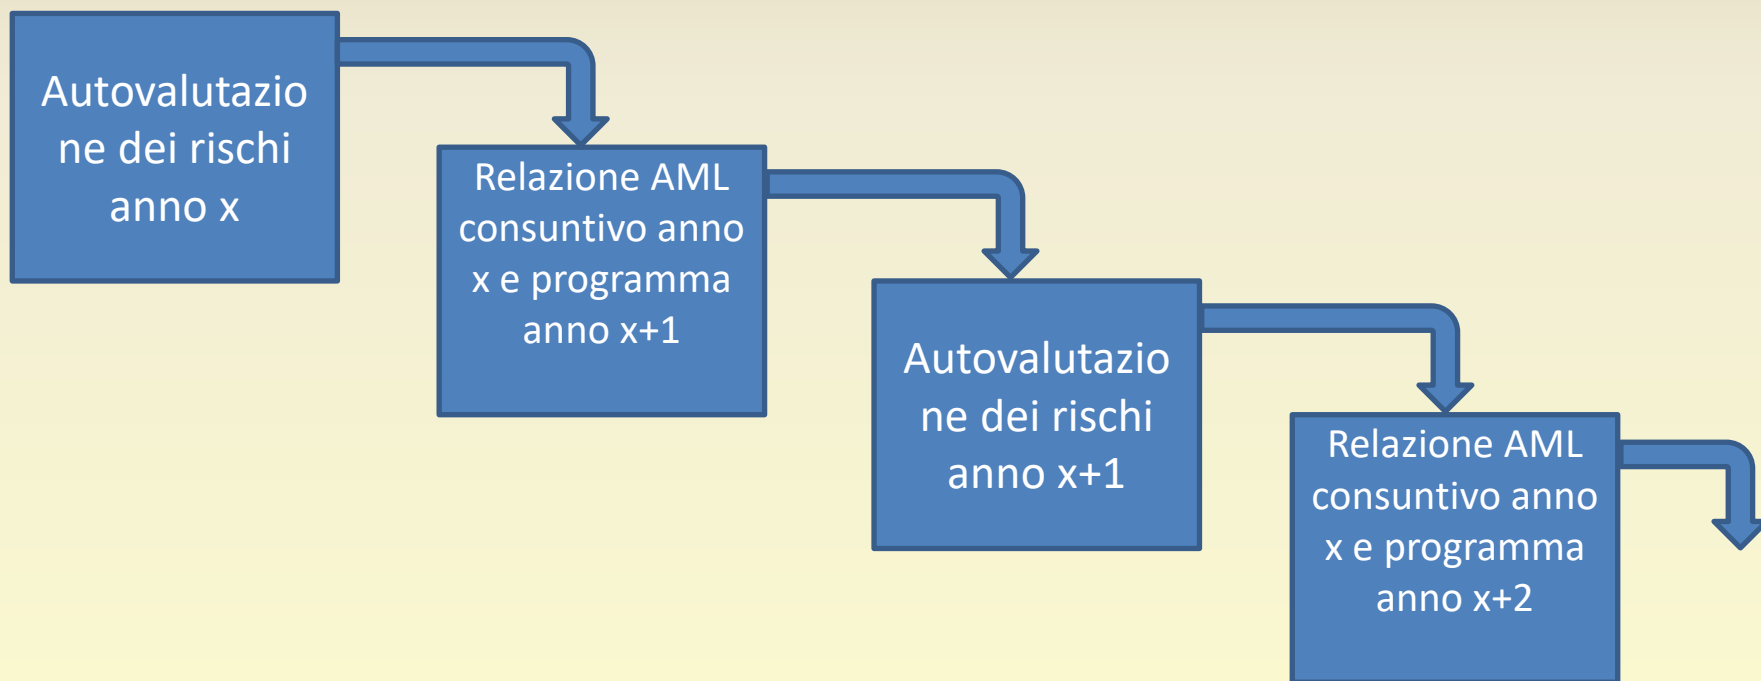 Autovalutazio
ne dei rischi
anno x
Relazione AML
consuntivo anno
x e programma
anno x+1
Autovalutazio
ne dei rischi
anno x+1
Relazione AML
consuntivo anno
x e programma
anno x+2